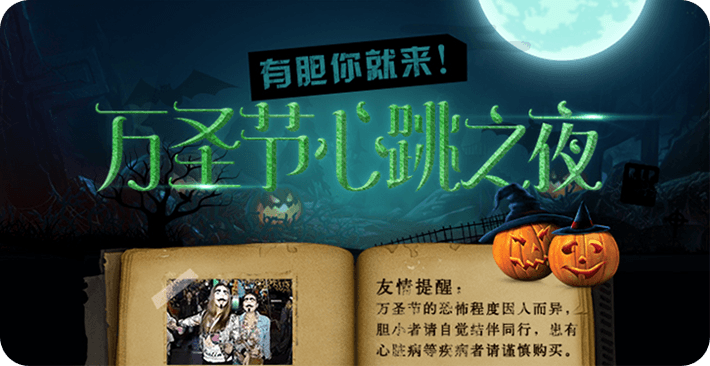 有胆你就来!
万圣节心跳之夜
友情提醒:
万圣节的恐怖程度因人而异,
胆小者请自觉结伴同行,患有
心脏病等疾病者请谨慎购买。